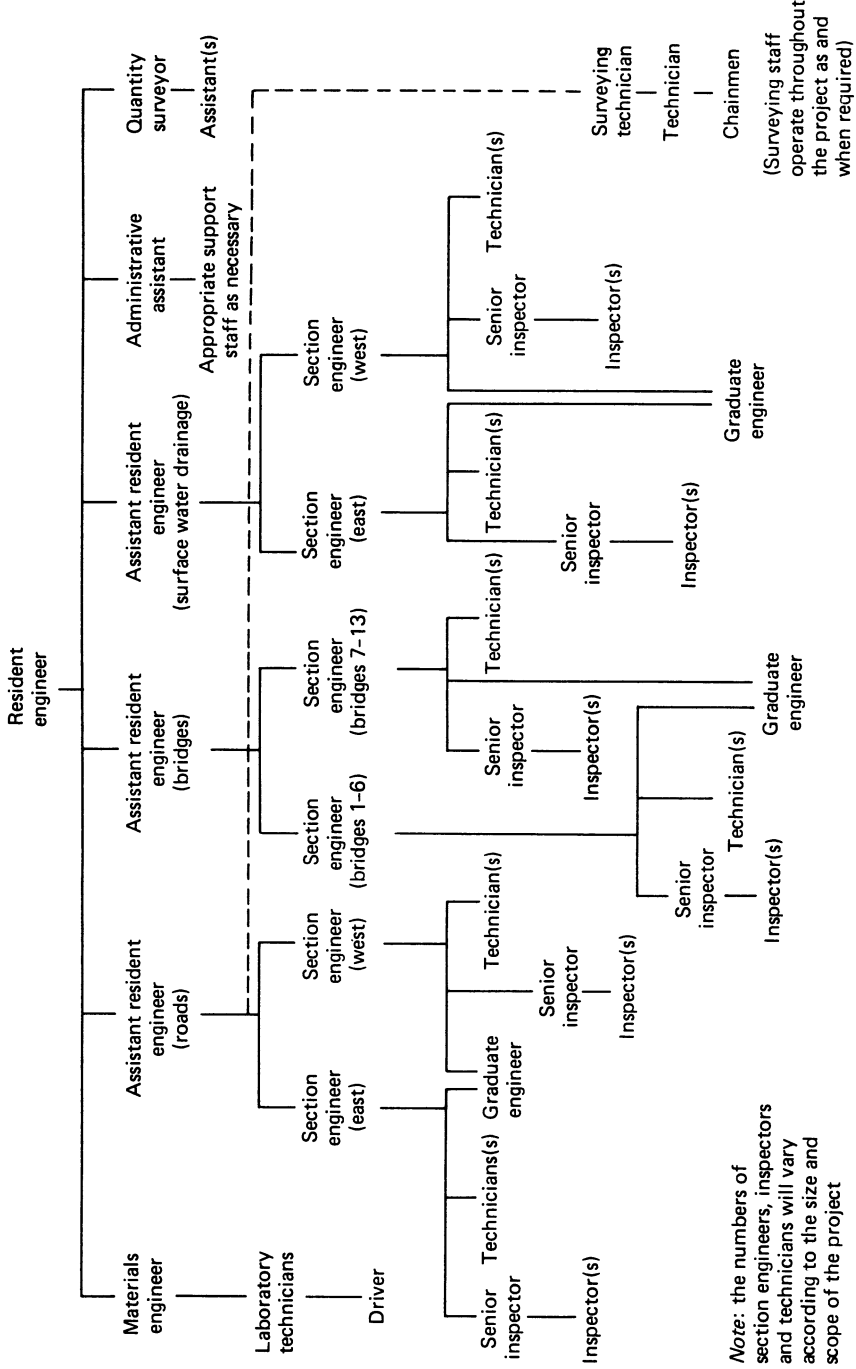 Resident
engineer
Materials
engineer
Assistant resident
engineer
(roads)
Assistant resident
engineer
(bridges)
Assistant resident
engineer
(surface water drainage)
Administrative
assistant
Quantity
surveyor
Laboratory
technicians
Driver
Appropriate support
staff as necessary
Assistant(s)
Section
engineer
(east)
Section
engineer
(west)
Section
engineer
(bridges 1–6)
Section
engineer
(bridges 7–13)
Section
engineer
(east)
Section
engineer
(west)
Senior
inspector
Inspector(s)
Technicians(s)
Graduate
engineer
Senior
inspector
Inspector(s)
Technician(s)
Senior
inspector
Inspector(s)
Technician(s)
Graduate
engineer
Senior
inspector
Inspector(s)
Technician(s)
Senior
inspector
Inspector(s)
Technician(s)
Graduate
engineer
Senior
inspector
Inspector(s)
Technician(s)
Surveying
technician
Technician
Chainmen
(Surveying staff
operate throughout
the project as and
when required)
Note: the numbers of
section engineers, inspectors
and technicians will vary
according to the size and
scope of the project